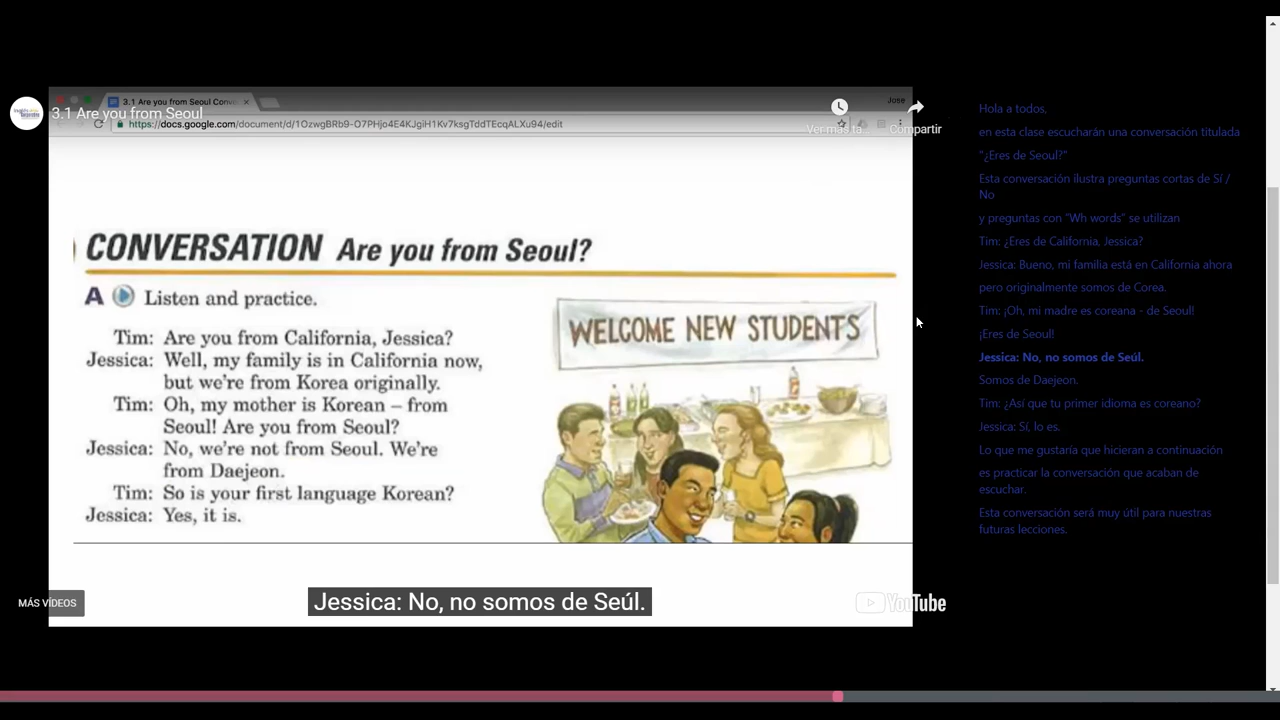 3.1 Are you from Seoul Conv
Jose
3.1 Are you from Seoul
https://docs.google.com/document/d/1OzwgBRb9-O7PHjo4E4KJgiH1Kv7ksgTddTEcqALXu94/edit
Ver más ta...
Compartir
CONVERSATION Are you from Seoul?
A Listen and practice.
Tim: Are you from California, Jessica?
Jessica: Well, my family is in California now,
but we're from Korea originally.
Tim: Oh, my mother is Korean – from
Seoul! Are you from Seoul?
Jessica: No, we're not from Seoul. We're
from Daejeon.
Tim: So is your first language Korean?
Jessica: Yes, it is.
WELCOME NEW STUDENTS
Jessica: No, no somos de Seúl.
MÁS VÍDEOS
YouTube
Hola a todos,
en esta clase escucharán una conversación titulada
"¿Eres de Seoul?"
Esta conversación ilustra preguntas cortas de Sí /
No
y preguntas con "Wh words" se utilizan
Tim: ¿Eres de California, Jessica?
Jessica: Bueno, mi familia está en California ahora
pero originalmente somos de Corea.
Tim: ¡Oh, mi madre es coreana - de Seoul!
¡Eres de Seoul!
Jessica: No, no somos de Seúl.
Somos de Daejeon.
Tim: ¿Así que tu primer idioma es coreano?
Jessica: Sí, lo es.
Lo que me gustaría que hicieran a continuación
es practicar la conversación que acaban de
escuchar.
Esta conversación será muy útil para nuestras
futuras lecciones.